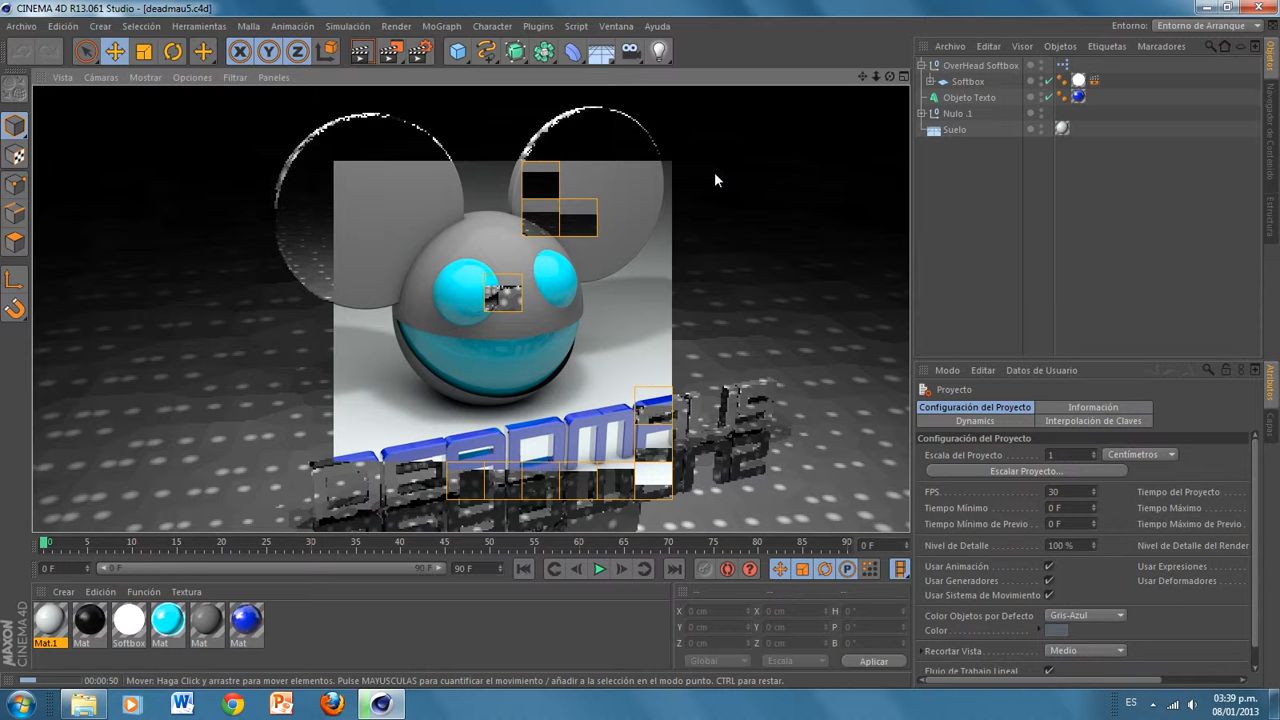 CINEMA 4D R13.061 Studio - [deadmau5.c4d]
Archivo Edición Crear Selección Herramientas Malla Animación Simulación Render MoGraph Character Plugins Script Ventana Ayuda
Entorno: Entorno de Arranque
X Y Z
Vista Cámaras Mostrar Opciones Filtrar Paneles
Archivo Editar Visor Objetos Etiquetas Marcadores
OverHead Softbox
Softbox
Objeto Texto
Nulo .1
Suelo
Objetos
Navegador de Contenido
Estructura
Modo Editar Datos de Usuario
Proyecto
Configuración del Proyecto Información
Dynamics Interpolación de Claves
Configuración del Proyecto
Escala del Proyecto 1 Centímetros
Escalar Proyecto...
FPS 30 Tiempo del Proyecto
Tiempo Mínimo 0 F Tiempo Máximo
Tiempo Mínimo de Previo 0 F Tiempo Máximo de Previo
Nivel de Detalle 100 % Nivel de Detalle del Render
Usar Animación Usar Expresiones
Usar Generadores Usar Deformadores
Usar Sistema de Movimiento
Color Objetos por Defecto Gris-Azul
Color
Recortar Vista Medio
Flujo de Trabajo Lineal
Atributos
Capas
0 5 10 15 20 25 30 35 40 45 50 55 60 65 70 75 80 85 90 0 F
0 F 0 F 90 F 90 F
P
Crear Edición Función Textura
Mat.1 Mat Softbox Mat Mat Mat
-- -- --
X 0 cm X 0 cm H 0 °
Y 0 cm Y 0 cm P 0 °
Z 0 cm Z 0 cm B 0 °
Global Escala Aplicar
MAXON CINEMA 4D
00:00:50 Mover: Haga Click y arrastre para mover elementos. Pulse MAYUSCULAS para cuantificar el movimiento / añadir a la selección en el modo punto. CTRL para restar.
ES 03:39 p.m.
08/01/2013